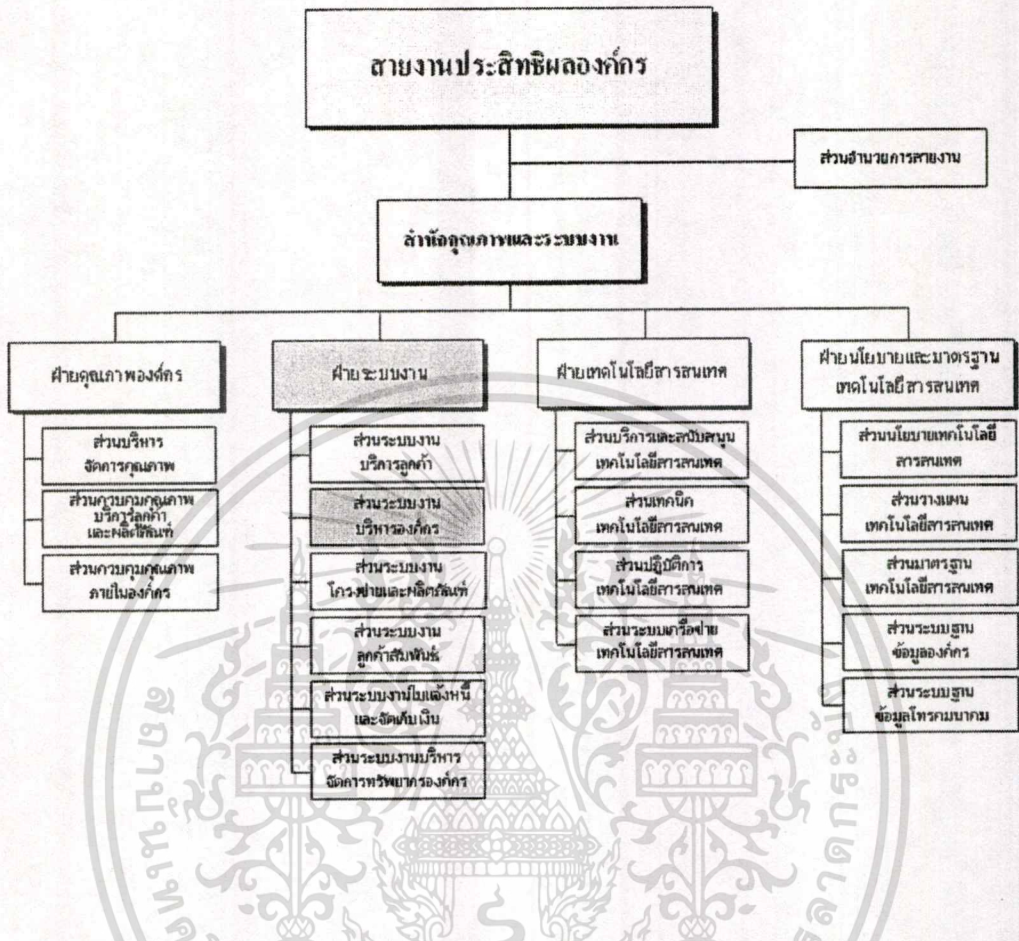 สายงานประสิทธิผลองค์กร
ส่วนอำนวยการสายงาน
สำนักคุณภาพและระบบงาน
ฝ่ายคุณภาพองค์กร
ส่วนบริหาร
จัดการคุณภาพ
ส่วนควบคุมคุณภาพ
บริการลูกค้า
และผลิตภัณฑ์
ส่วนควบคุมคุณภาพ
ภายในองค์กร
ฝ่ายระบบงาน
ส่วนระบบงาน
บริการลูกค้า
ส่วนระบบงาน
บริหารองค์กร
ส่วนระบบงาน
โครงข่ายและผลิตภัณฑ์
ส่วนระบบงาน
ลูกค้าสัมพันธ์
ส่วนระบบงานใบแจ้งหนี้
และจัดเก็บเงิน
ส่วนระบบงานบริหาร
จัดการทรัพยากรองค์กร
ฝ่ายเทคโนโลยีสารสนเทศ
ส่วนบริการและสนับสนุน
เทคโนโลยีสารสนเทศ
ส่วนเทคนิค
เทคโนโลยีสารสนเทศ
ส่วนปฏิบัติการ
เทคโนโลยีสารสนเทศ
ส่วนระบบเครือข่าย
เทคโนโลยีสารสนเทศ
ฝ่ายนโยบายและมาตรฐาน
เทคโนโลยีสารสนเทศ
ส่วนนโยบายเทคโนโลยี
สารสนเทศ
ส่วนวางแผน
เทคโนโลยีสารสนเทศ
ส่วนมาตรฐาน
เทคโนโลยีสารสนเทศ
ส่วนระบบฐาน
ข้อมูลองค์กร
ส่วนระบบฐาน
ข้อมูลโทรคมนาคม